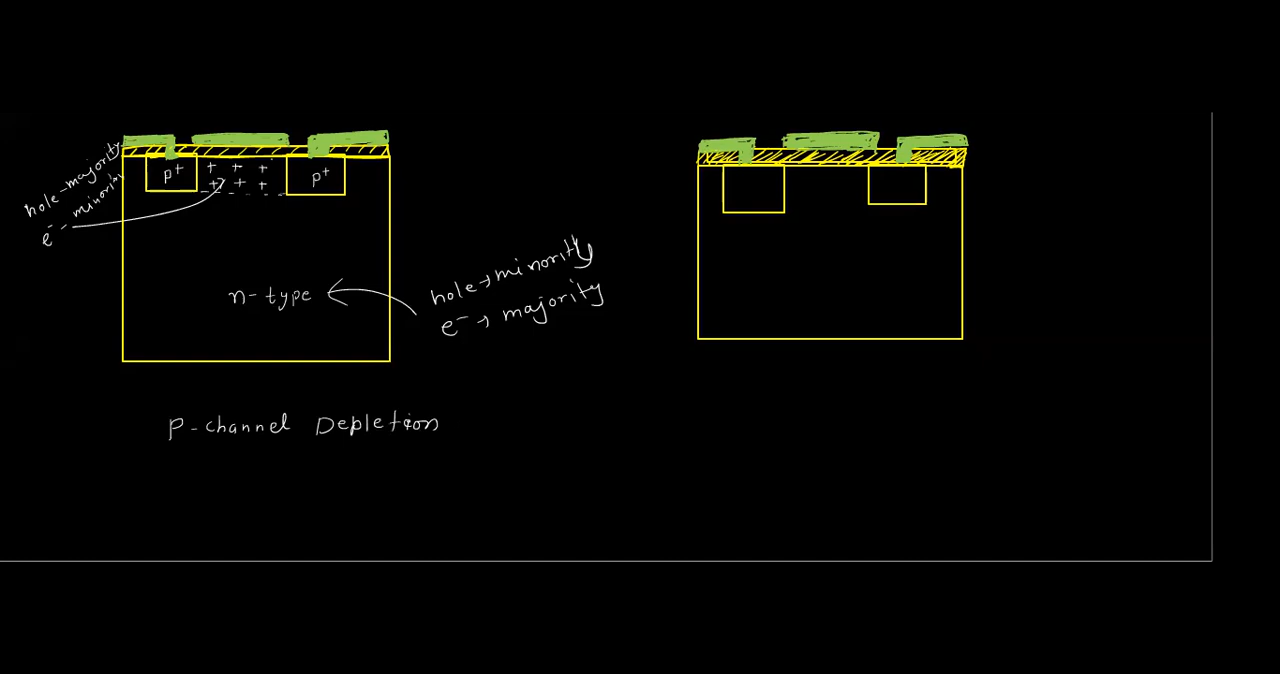 hole-majority
e⁻ - minority
p+
+ + +
+ + +
p+
n-type
hole→minority
e⁻→ majority
P-channel Depletion